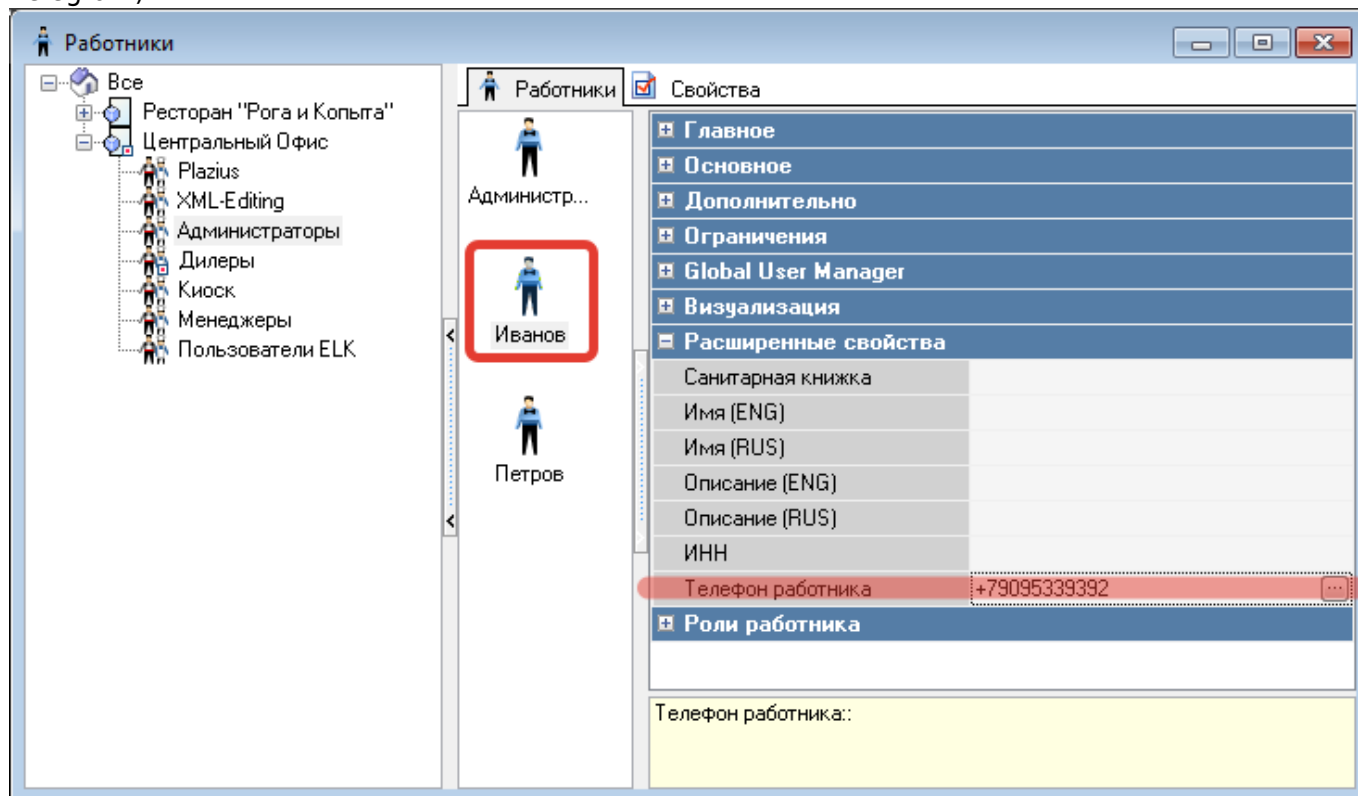 Работники
Все
Ресторан "Рога и Копыта"
Центральный Офис
Plazius
XML-Editing
Администраторы
Дилеры
Киоск
Менеджеры
Пользователи ELK
Работники
Свойства
Администр...
Иванов
Петров
Главное
Основное
Дополнительно
Ограничения
Global User Manager
Визуализация
Расширенные свойства
Санитарная книжка
Имя (ENG)
Имя (RUS)
Описание (ENG)
Описание (RUS)
ИНН
Телефон работника +79095339392 ...
Роли работника
Телефон работника::